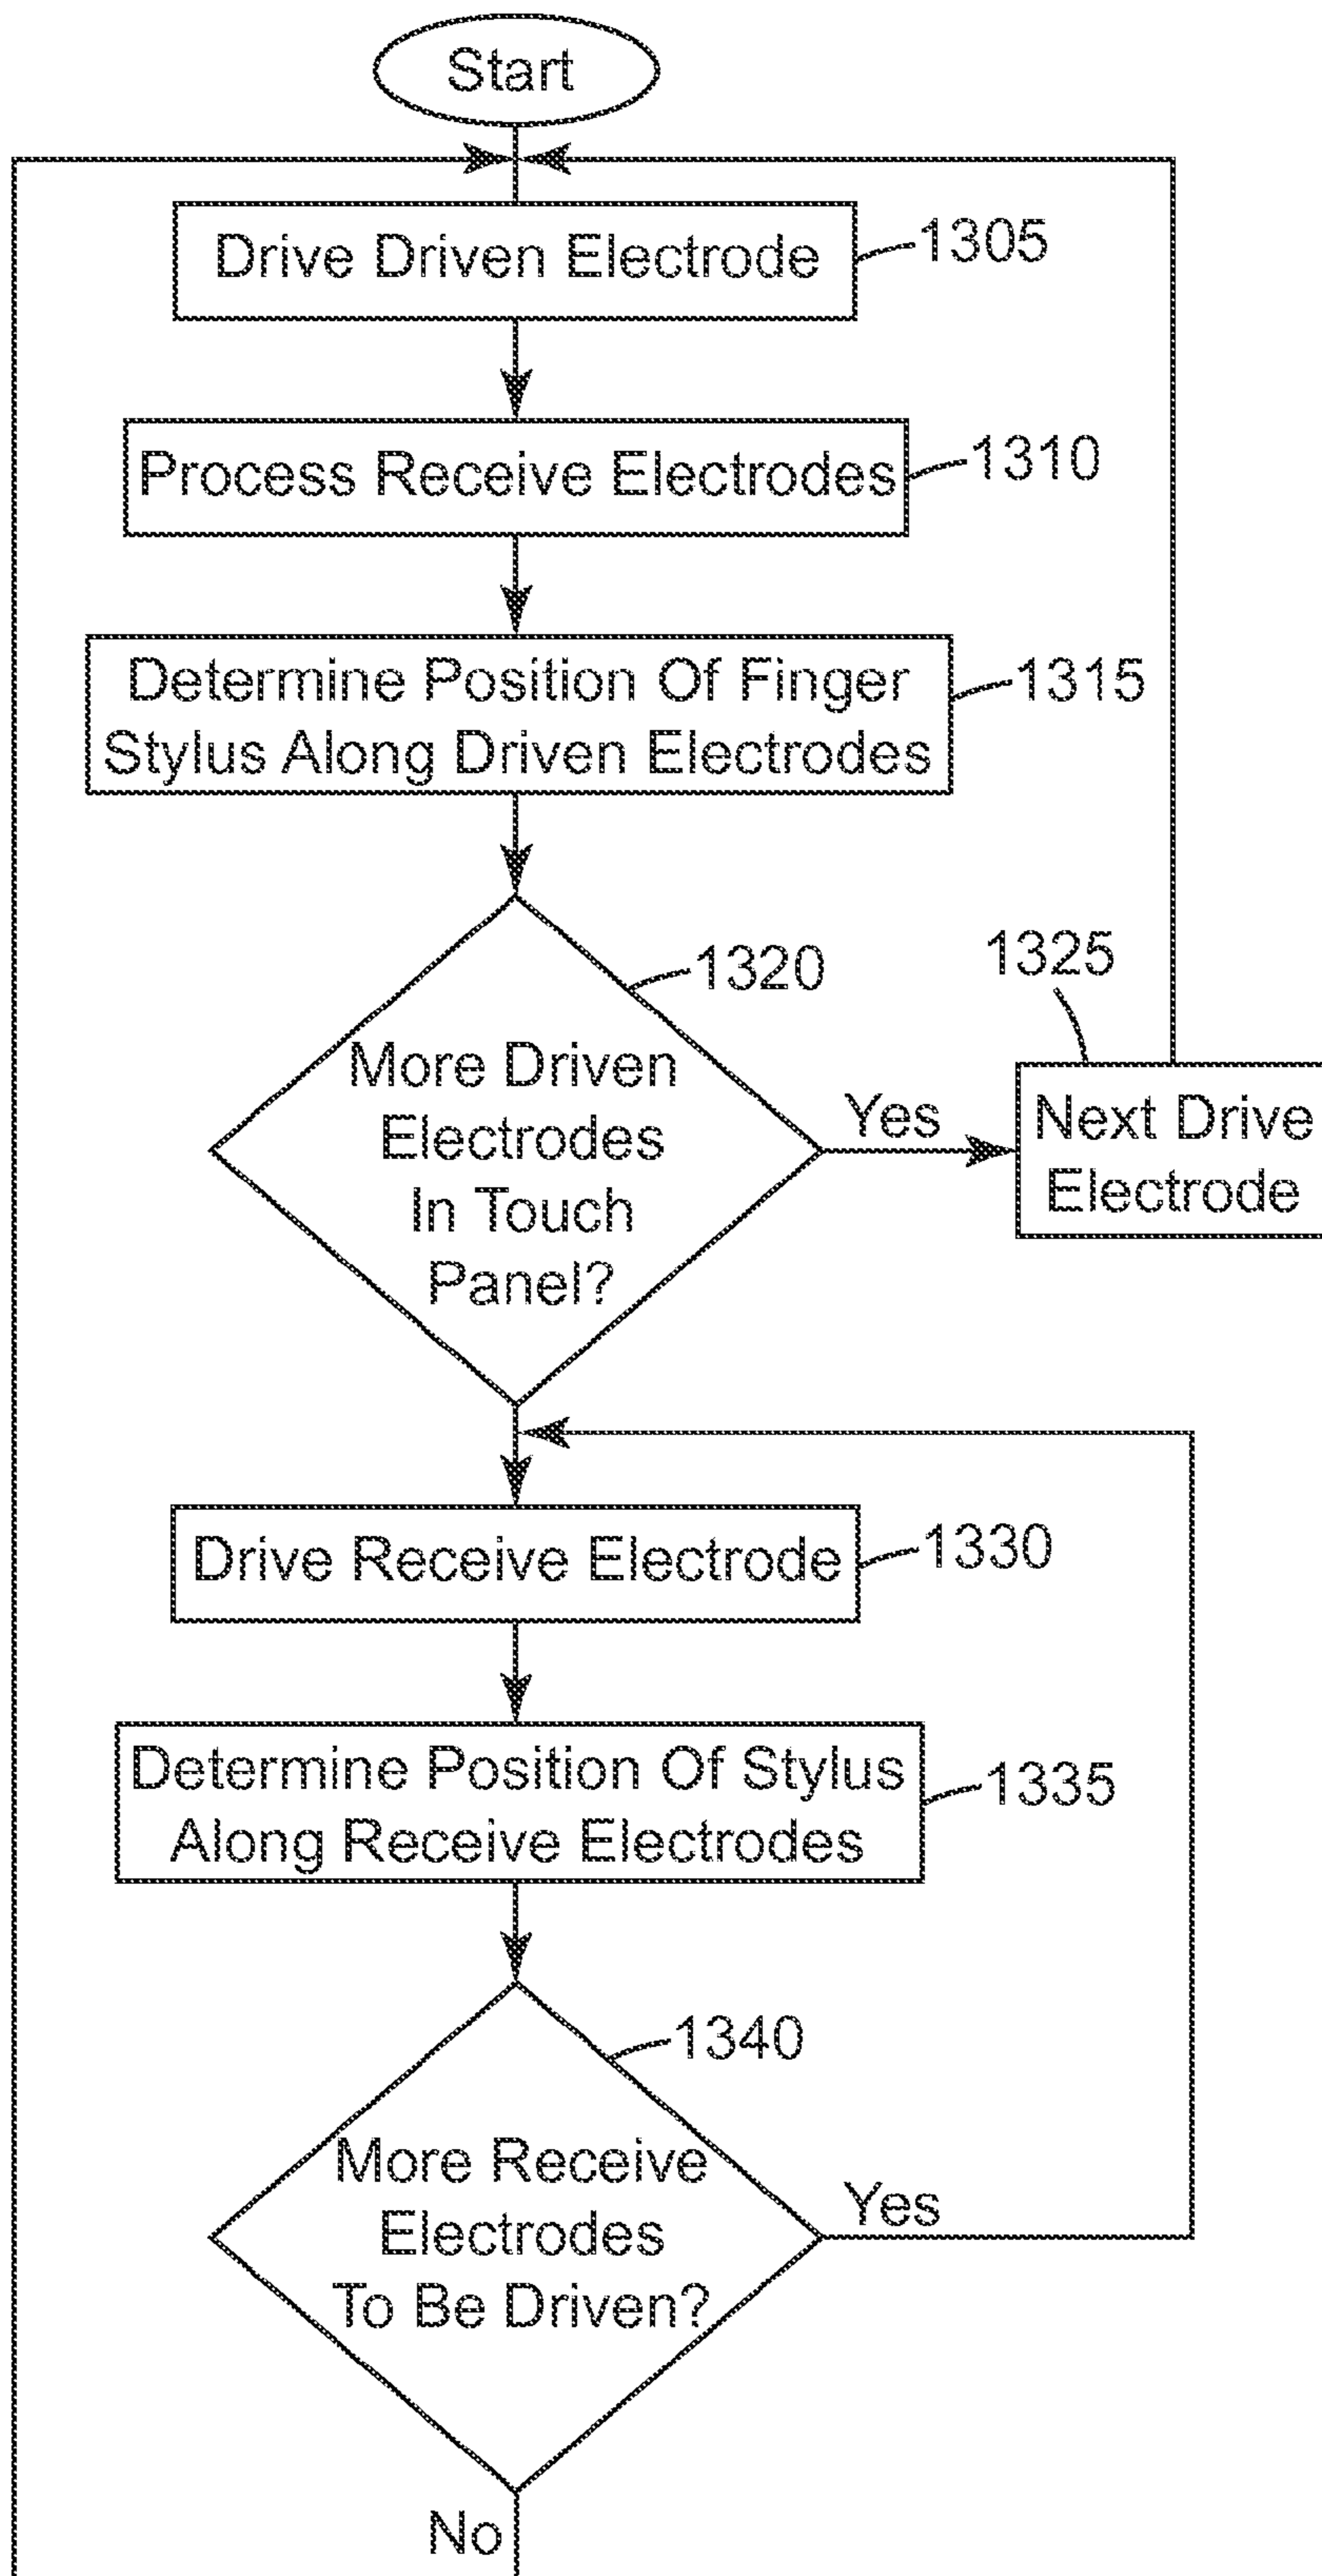 Start
Drive Driven Electrode
1305
Process Receive Electrodes
1310
Determine Position Of Finger
Stylus Along Driven Electrodes
1315
1320
More Driven
Electrodes
In Touch
Panel?
Yes
1325
Next Drive
Electrode
Drive Receive Electrode
1330
Determine Position Of Stylus
Along Receive Electrodes
1335
1340
More Receive
Electrodes
To Be Driven?
Yes
No